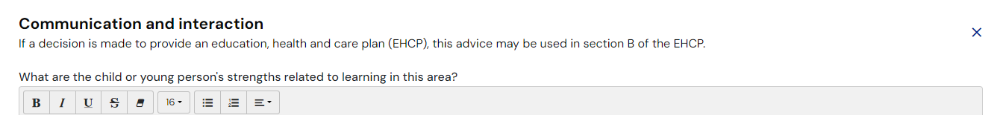 Communication and interaction
If a decision is made to provide an education, health and care plan (EHCP), this advice may be used in section B of the EHCP.
What are the child or young person's strengths related to learning in this area?
B I U S 16